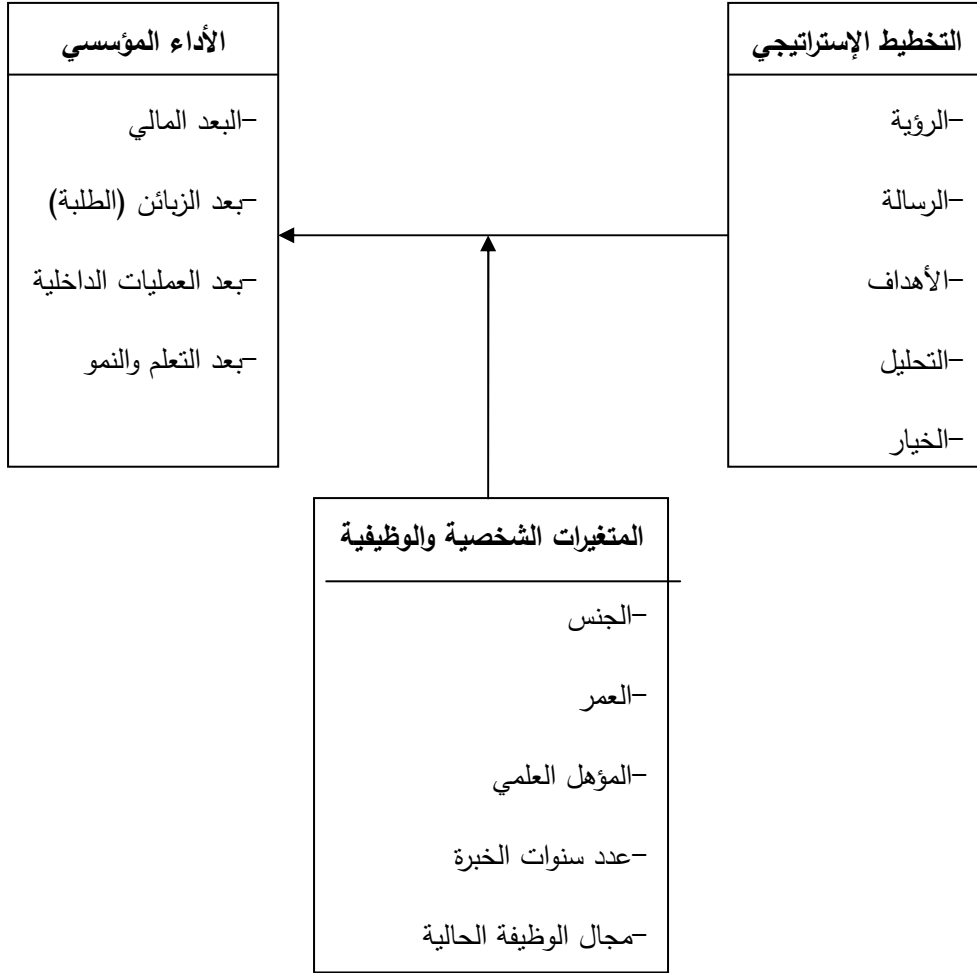 التخطيط الإستراتيجي
-الرؤية
-الرسالة
-الأهداف
-التحليل
-الخيار
الأداء المؤسسي
-البعد المالي
-بعد الزبائن (الطلبة)
-بعد العمليات الداخلية
-بعد التعلم والنمو
المتغيرات الشخصية والوظيفية
-الجنس
-العمر
-المؤهل العلمي
-عدد سنوات الخبرة
-مجال الوظيفة الحالية